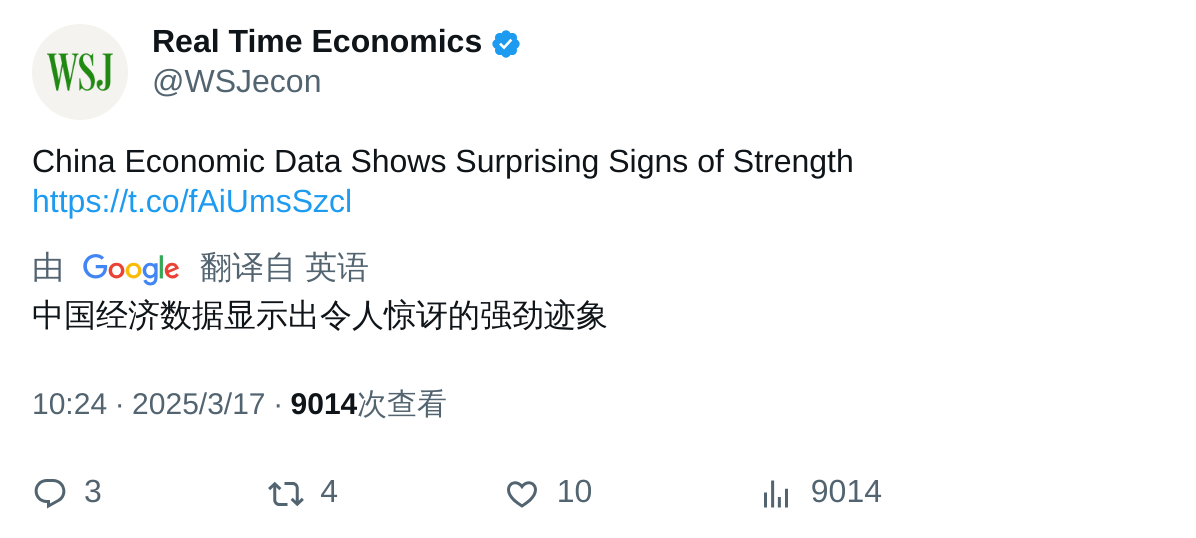 WSJ
Real Time Economics
@WSJecon
China Economic Data Shows Surprising Signs of Strength
https://t.co/fAiUmsSzcl
由 Google 翻译自 英语
中国经济数据显示出令人惊讶的强劲迹象
10:24 · 2025/3/17 · 9014次查看
3 4 10 9014